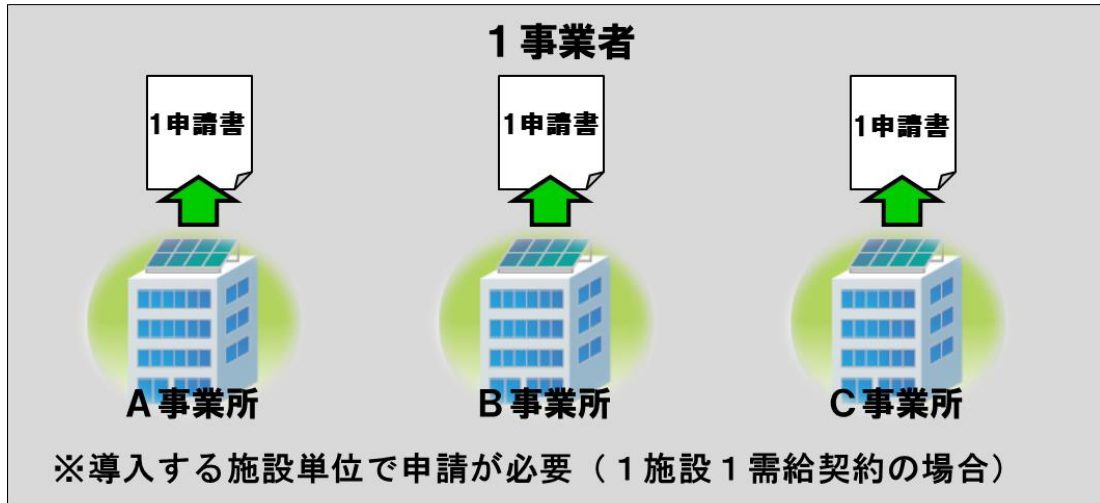 1事業者
1申請書
1申請書
1申請書
A事業所
B事業所
C事業所
※導入する施設単位で申請が必要(1施設1需給契約の場合)